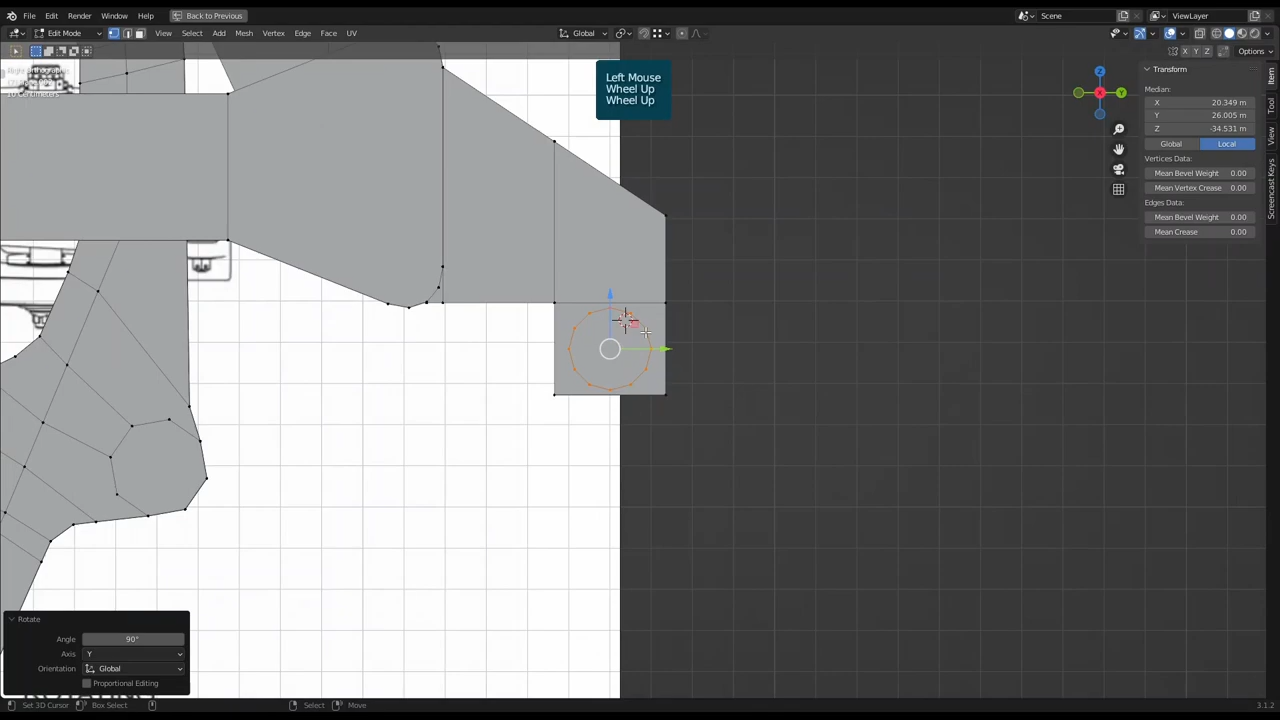 File Edit Render Window Help Back to Previous Scene ViewLayer
Edit Mode View Select Add Mesh Vertex Edge Face UV Global
X Y Z Options
Left Mouse
Wheel Up
Wheel Up
Transform
Median:
X 20.349 m
Y 26.005 m
Z -34.531 m
Global Local
Vertices Data:
Mean Bevel Weight 0.00
Mean Vertex Crease 0.00
Edges Data:
Mean Bevel Weight 0.00
Mean Crease 0.00
Item
Tool
View
Screencast Keys
Z
X
Y
Rotate
Angle 90°
Axis Y
Orientation Global
Proportional Editing
Set 3D Cursor Box Select Select Move 3.1.2